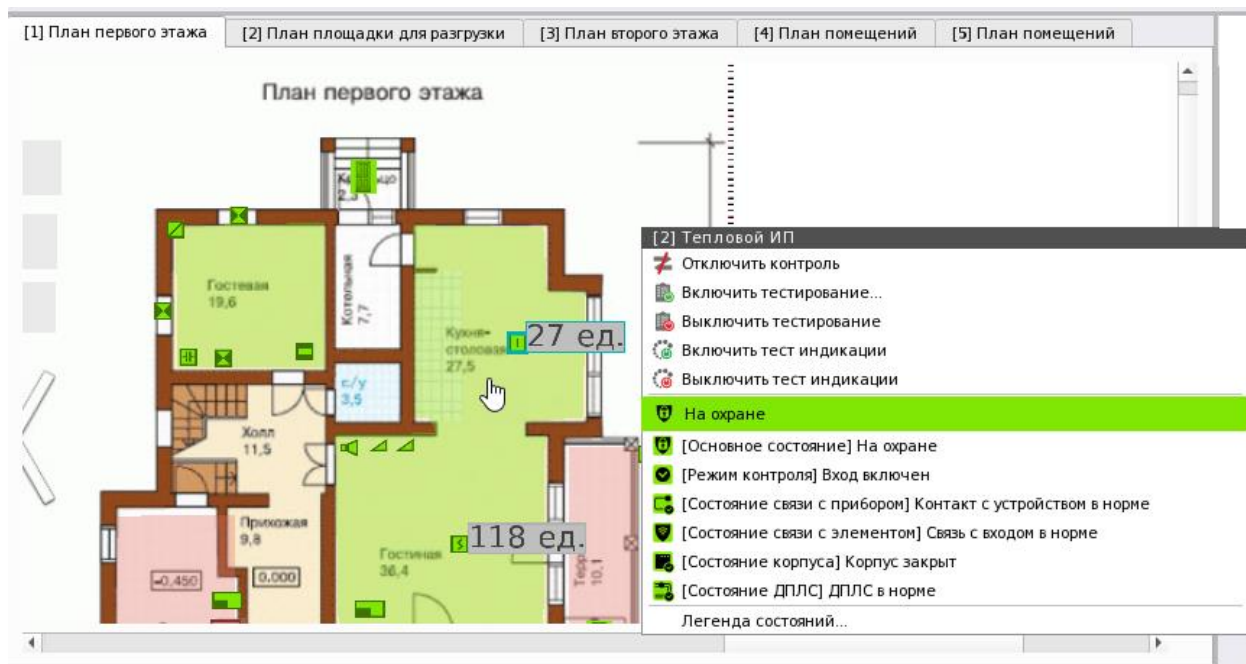 [1] План первого этажа
[2] План площадки для разгрузки
[3] План второго этажа
[4] План помещений
[5] План помещений
План первого этажа
2,3
Гостевая
19,6
Котельная
7,7
Кухня-
столовая
27,5
27 ед.
с/у
3,5
Холл
11,5
Прихожая
9,8
0.000
-0,450
118 ед.
Гостиная
36,4
10,1
[2] Тепловой ИП
Отключить контроль
Включить тестирование...
Выключить тестирование
Включить тест индикации
Выключить тест индикации
На охране
[Основное состояние] На охране
[Режим контроля] Вход включен
[Состояние связи с прибором] Контакт с устройством в норме
[Состояние связи с элементом] Связь с входом в норме
[Состояние корпуса] Корпус закрыт
[Состояние ДПЛС] ДПЛС в норме
Легенда состояний...